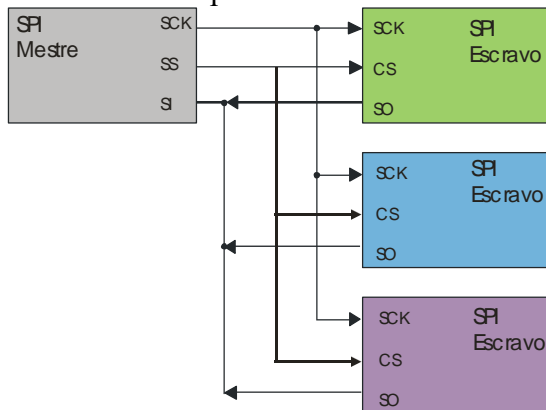 SPI SCK
Mestre
SS
SI
SCK SPI
Escravo
CS
SO
SCK SPI
Escravo
CS
SO
SCK SPI
Escravo
CS
SO